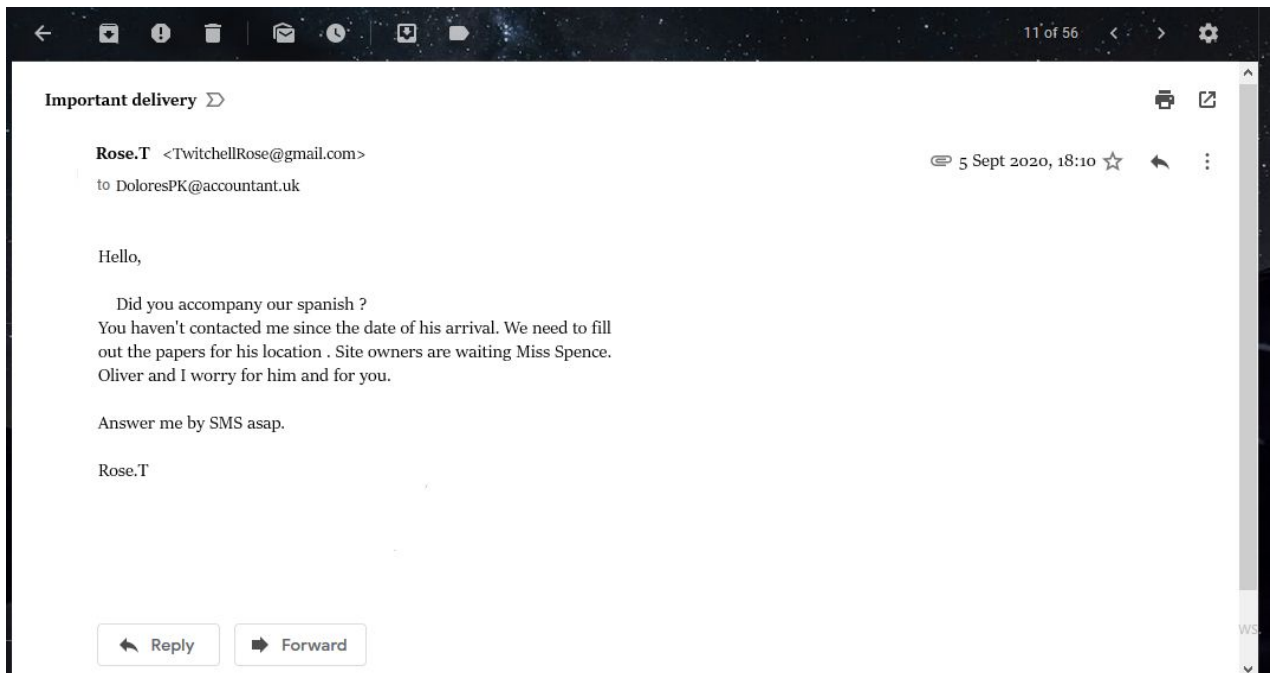 11 of 56
Important delivery
Rose.T <TwitchellRose@gmail.com>
5 Sept 2020, 18:10
to DoloresPK@accountant.uk
Hello,
Did you accompany our spanish ?
You haven't contacted me since the date of his arrival. We need to fill
out the papers for his location . Site owners are waiting Miss Spence.
Oliver and I worry for him and for you.
Answer me by SMS asap.
Rose.T
Reply
Forward